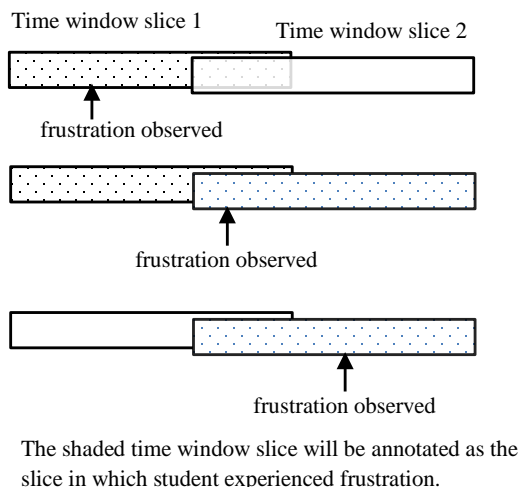 Time window slice 1
Time window slice 2
frustration observed
frustration observed
frustration observed
The shaded time window slice will be annotated as the
slice in which student experienced frustration.